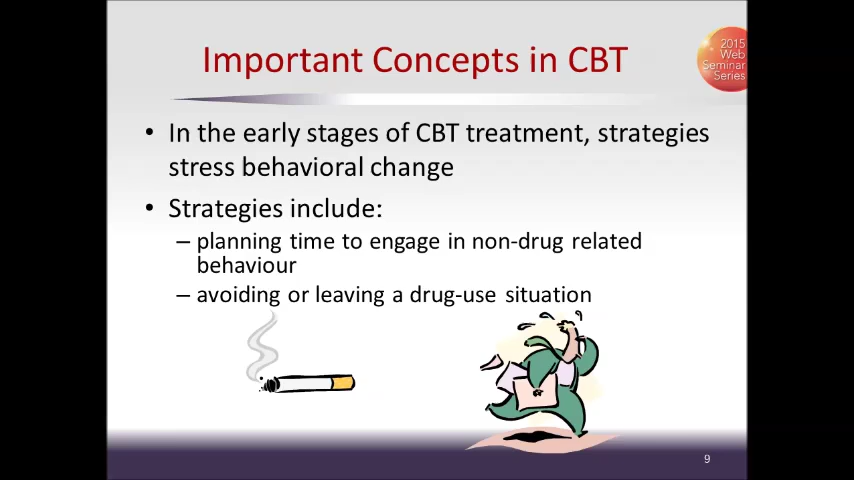 Important Concepts in CBT
2015
Web
Seminar
Series
• In the early stages of CBT treatment, strategies
stress behavioral change
• Strategies include:
– planning time to engage in non-drug related
behaviour
– avoiding or leaving a drug-use situation
9